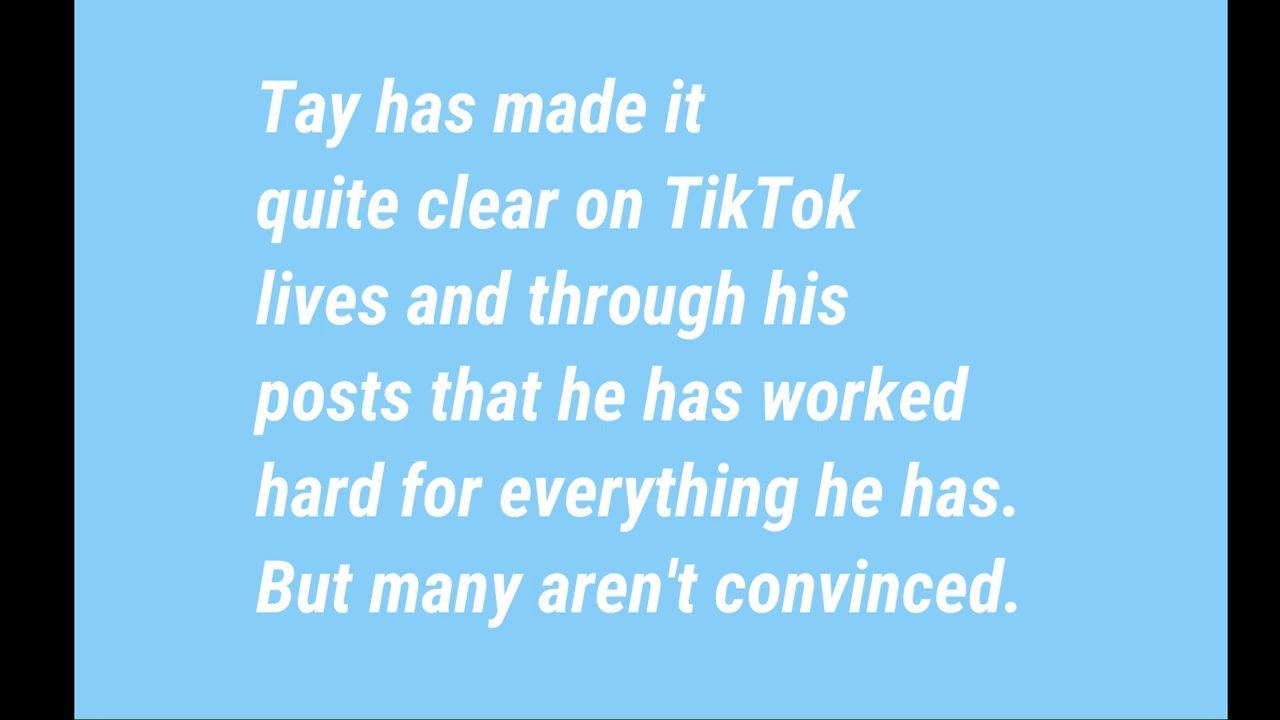 Tay has made it
quite clear on TikTok
lives and through his
posts that he has worked
hard for everything he has.
But many aren't convinced.